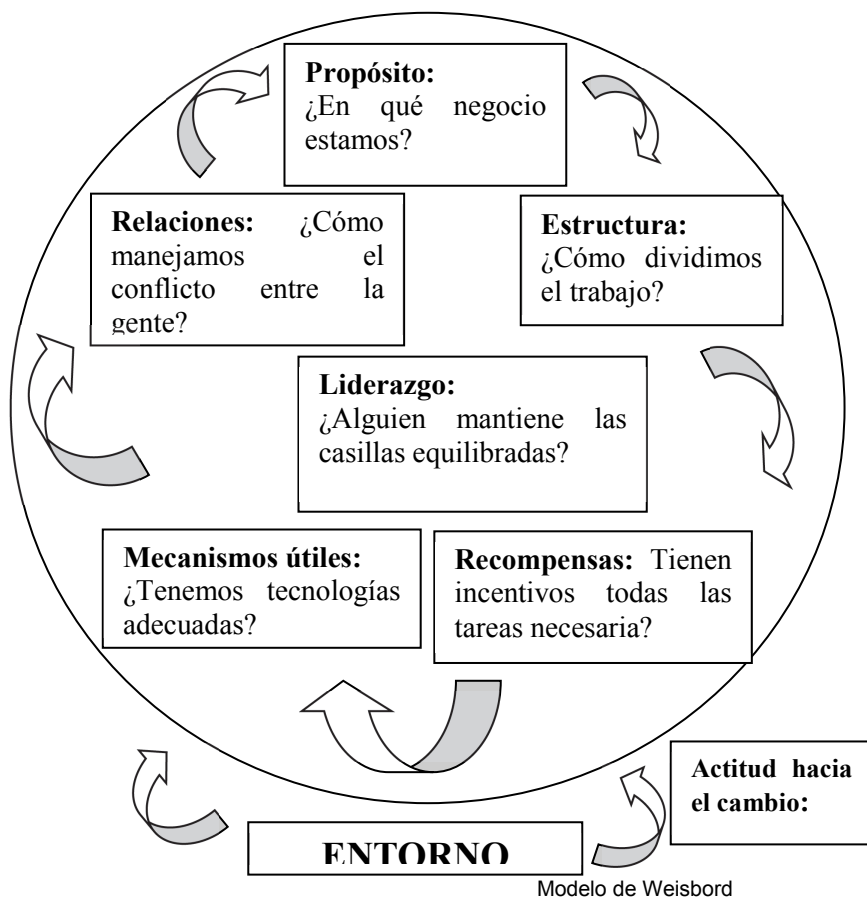 Propósito:
¿En qué negocio
estamos?
Relaciones: ¿Cómo
manejamos el
conflicto entre la
gente?
Estructura:
¿Cómo dividimos
el trabajo?
Liderazgo:
¿Alguien mantiene las
casillas equilibradas?
Mecanismos útiles:
¿Tenemos tecnologías
adecuadas?
Recompensas: Tienen
incentivos todas las
tareas necesaria?
Actitud hacia
el cambio:
ENTORNO
Modelo de Weisbord